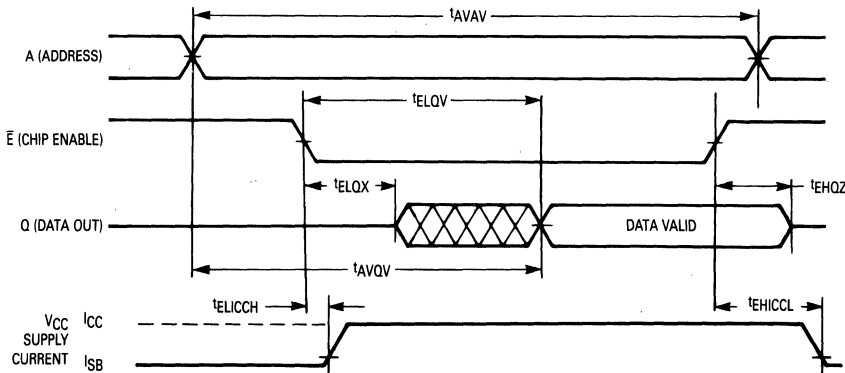 tAVAV
A (ADDRESS)
tELQV
E̅ (CHIP ENABLE)
tELQX
tEHQZ
Q (DATA OUT)
DATA VALID
tAVQV
tELICCH
tEHICCL
VCC ICC
SUPPLY
CURRENT ISB